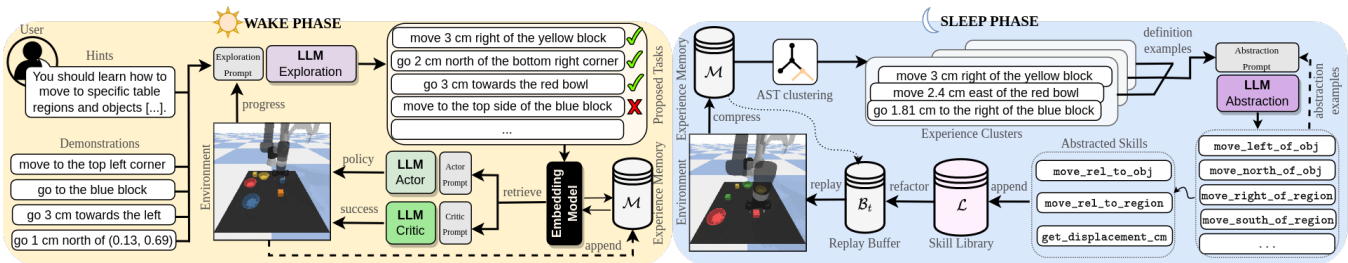 WAKE PHASE
User
Hints
You should learn how to
move to specific table
regions and objects [...].
Demonstrations
move to the top left corner
go to the blue block
go 3 cm towards the left
go 1 cm north of (0.13, 0.69)
Exploration
Prompt
LLM
Exploration
progress
Environment
move 3 cm right of the yellow block
go 2 cm north of the bottom right corner
go 3 cm towards the red bowl
move to the top side of the blue block
...
Proposed Tasks
policy
LLM
Actor
Actor
Prompt
success
LLM
Critic
Critic
Prompt
retrieve
Embedding
Model
append
M
Experience Memory
SLEEP PHASE
Experience Memory
M
compress
AST clustering
move 3 cm right of the yellow block
move 2.4 cm east of the red bowl
go 1.81 cm to the right of the blue block
Experience Clusters
definition
examples
Abstraction
Prompt
LLM
Abstraction
abstraction
examples
move_left_of_obj
move_north_of_obj
move_right_of_region
move_south_of_region
...
Abstracted Skills
move_rel_to_obj
move_rel_to_region
get_displacement_cm
append
L
Skill Library
refactor
B_t
Replay Buffer
replay
Environment